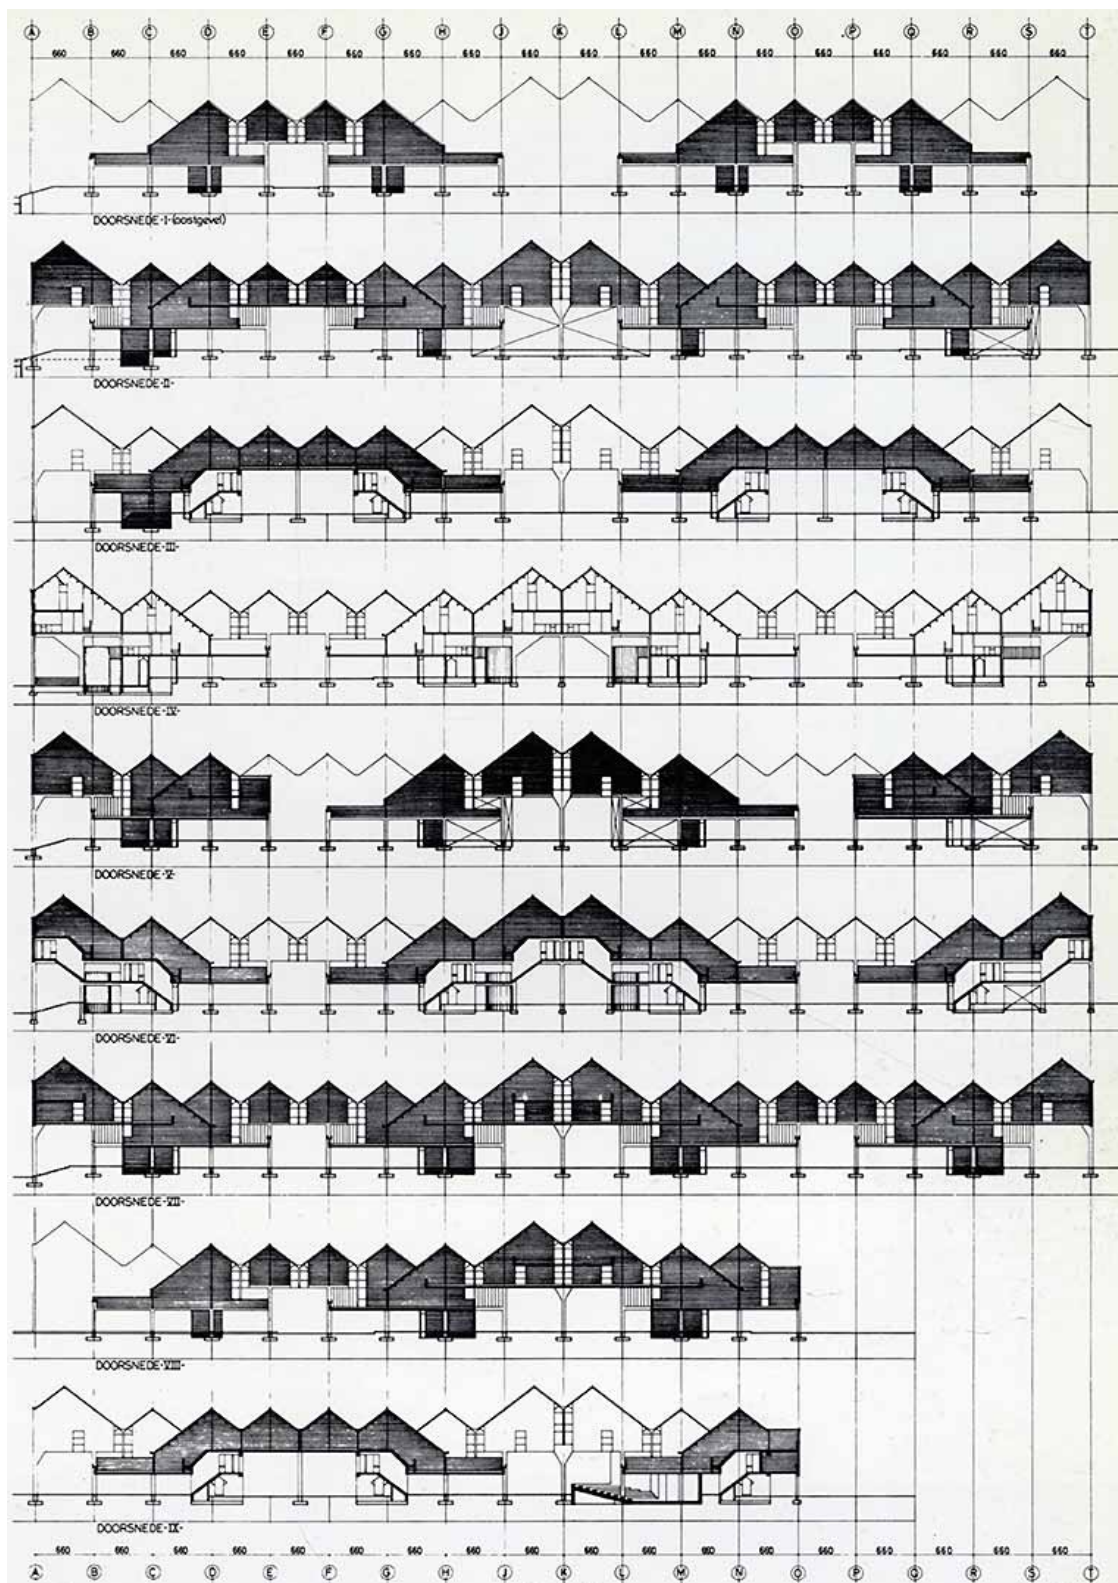 A B C D E F G H J K L M N O P Q R S T
660 660 660 660 660 660 660 660 660 660 660 660 660 660 660 660 660 660
DOORSNEDE-I-(oostgevel)
DOORSNEDE-II-
DOORSNEDE-III-
DOORSNEDE-IV-
DOORSNEDE-V-
DOORSNEDE-VI-
DOORSNEDE-VII-
DOORSNEDE-VIII-
DOORSNEDE-IX-
660 660 660 660 660 660 660 660 660 660 660 660 660 660 660 660 660 660
A B C D E F G H J K L M N O P Q R S T